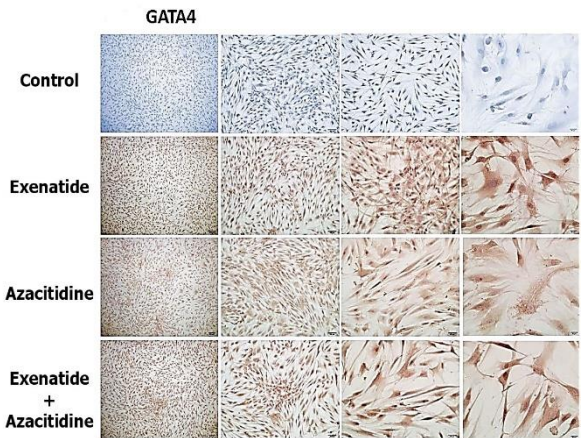 GATA4
Control
Exenatide
Azacitidine
Exenatide
+
Azacitidine